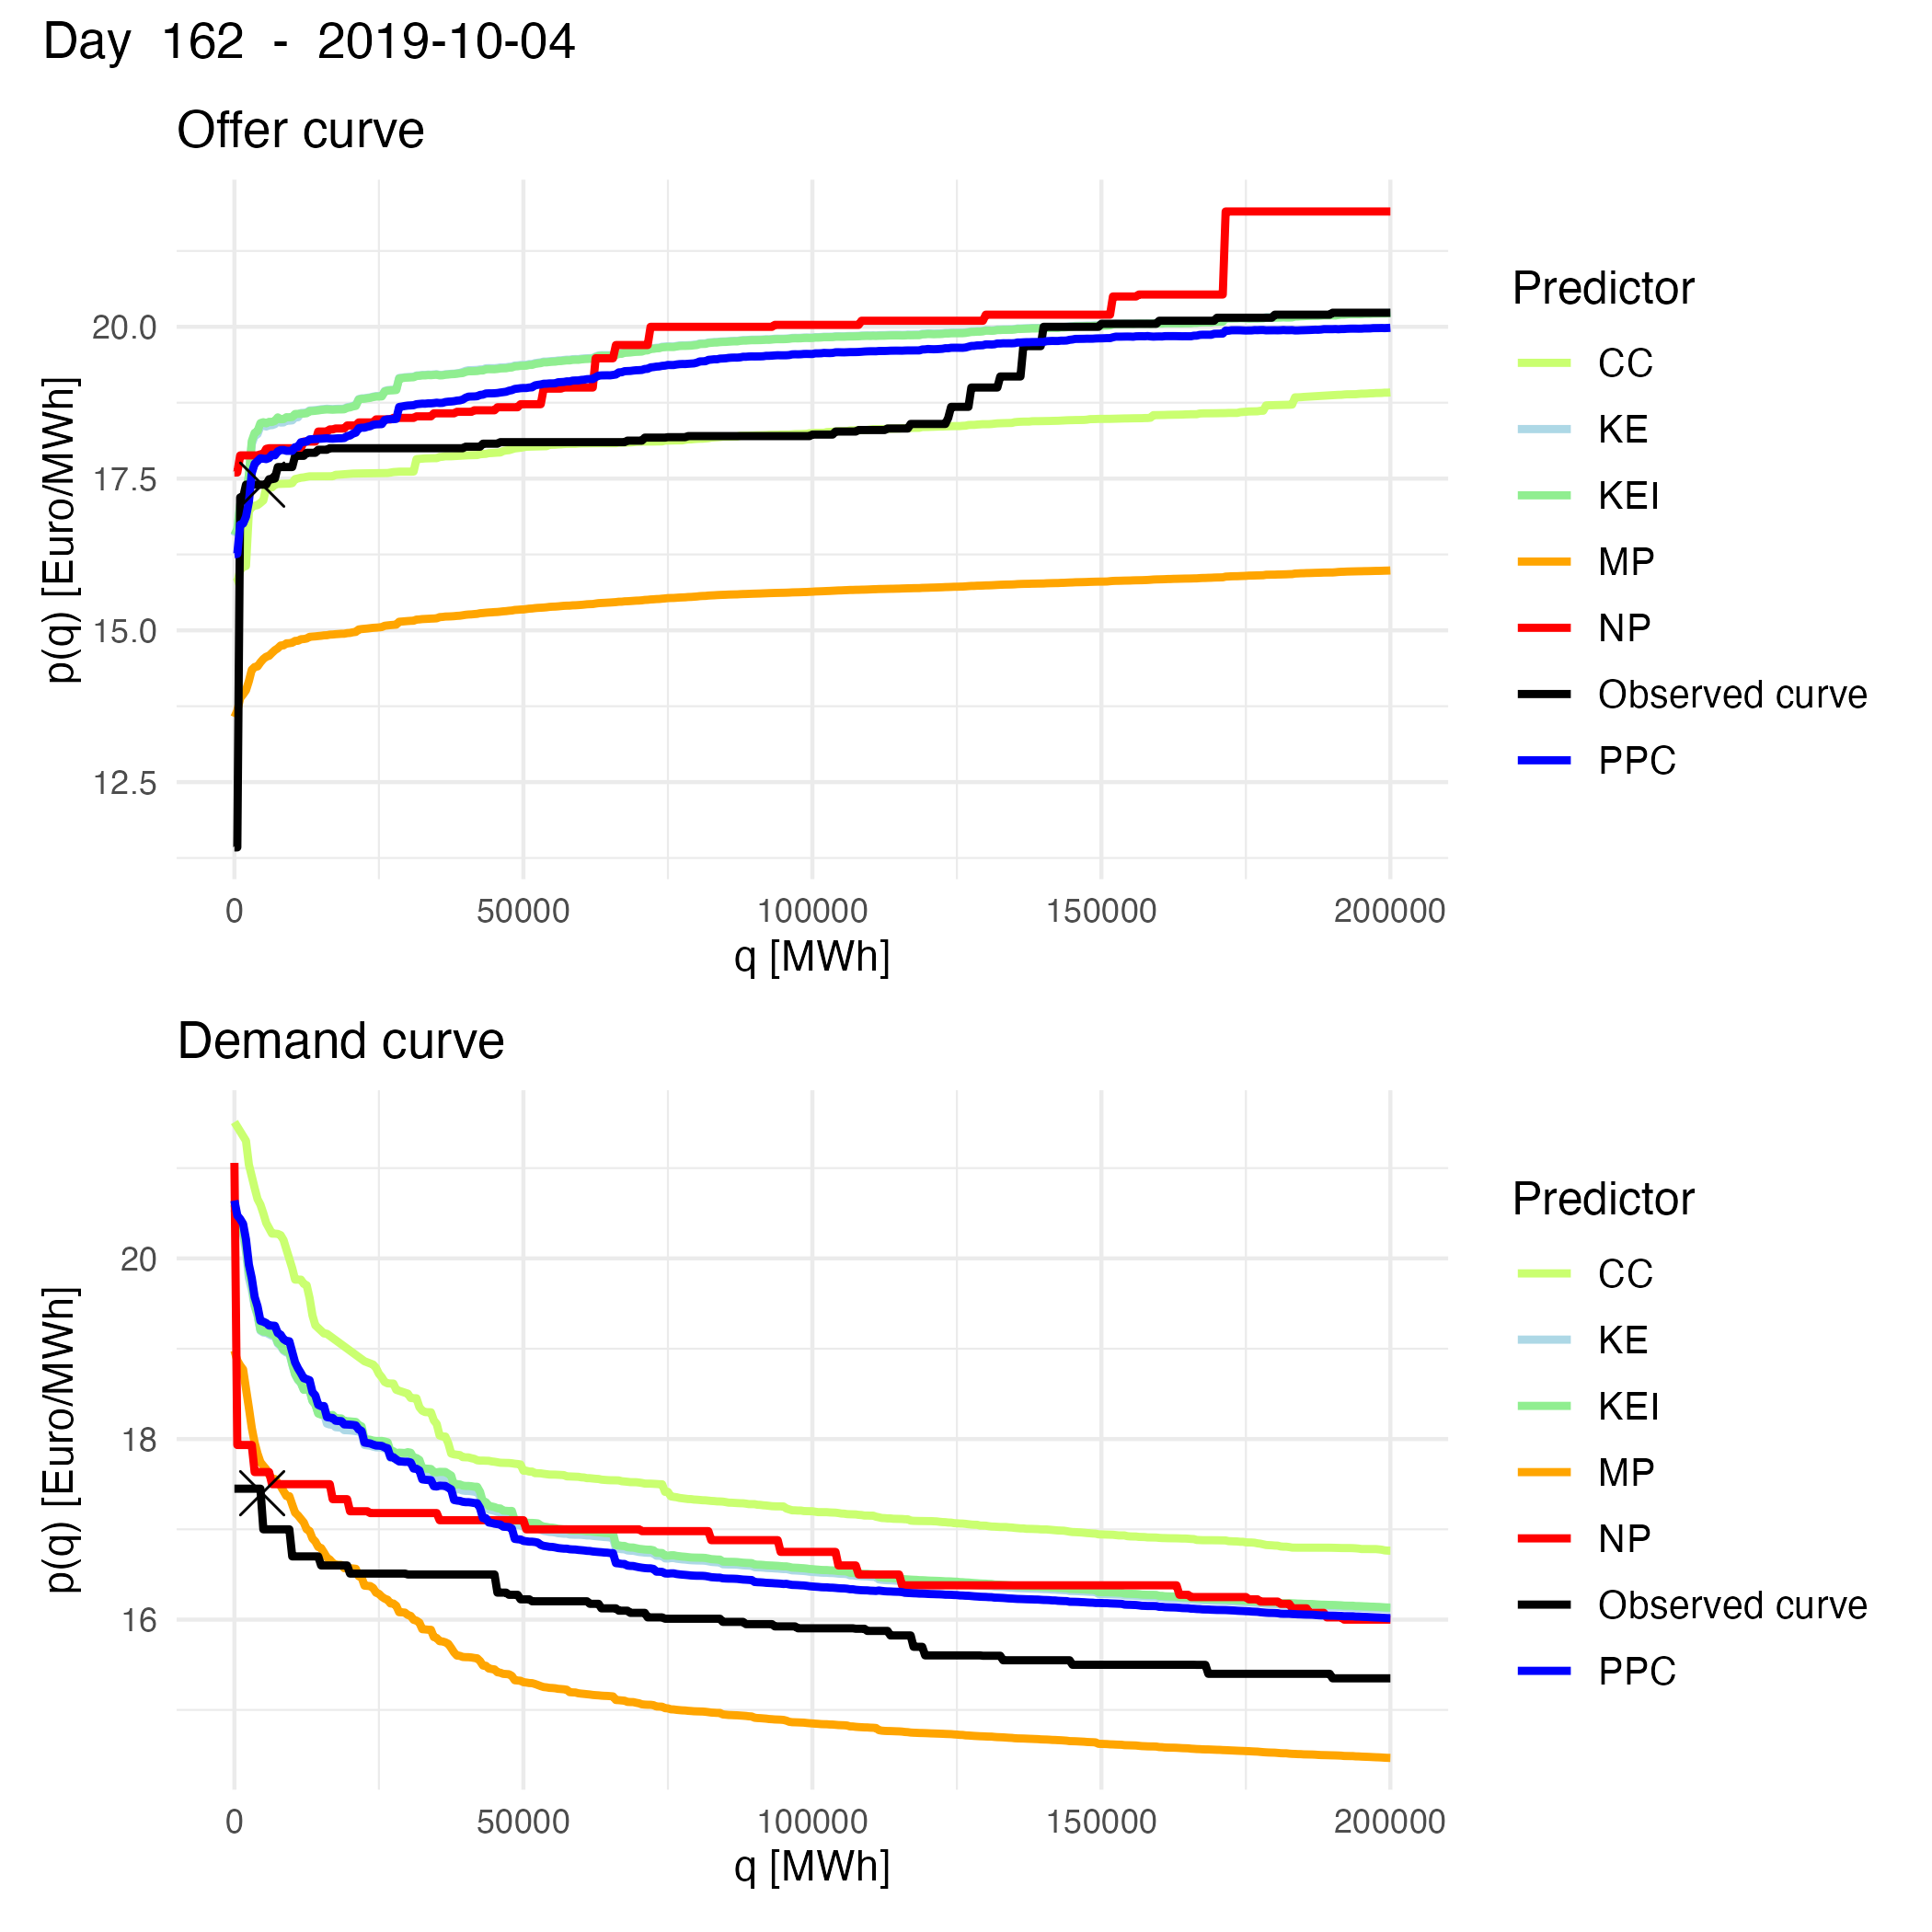 Day 162 - 2019-10-04
Offer curve
p(q) [Euro/MWh]
20.0
17.5
15.0
12.5
0 50000 100000 150000 200000
q [MWh]
Predictor
CC
KE
KEI
MP
NP
Observed curve
PPC
Demand curve
p(q) [Euro/MWh]
20
18
16
0 50000 100000 150000 200000
q [MWh]
Predictor
CC
KE
KEI
MP
NP
Observed curve
PPC